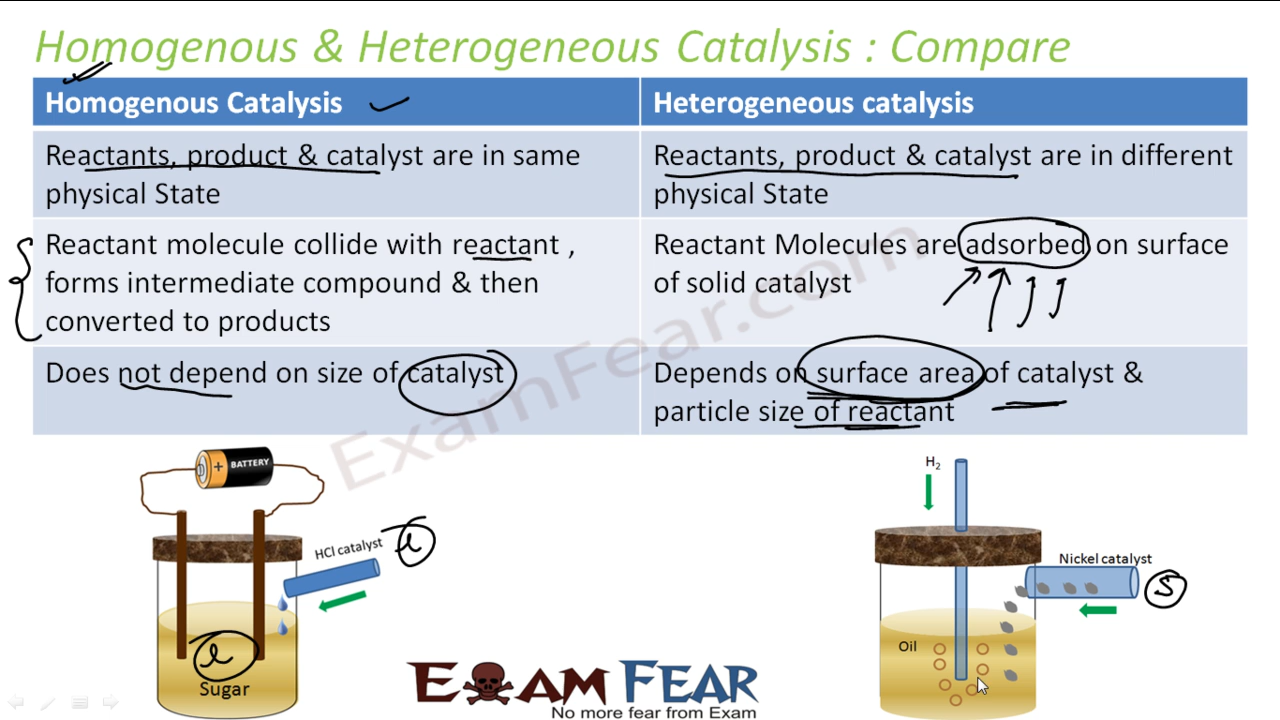 Homogenous & Heterogeneous Catalysis : Compare
Homogenous Catalysis
Heterogeneous catalysis
Reactants, product & catalyst are in same
physical State
Reactants, product & catalyst are in different
physical State
Reactant molecule collide with reactant ,
forms intermediate compound & then
converted to products
Reactant Molecules are adsorbed on surface
of solid catalyst
Does not depend on size of catalyst
Depends on surface area of catalyst &
particle size of reactant
ExamFear.com
+ BATTERY
HCl catalyst
l
l
Sugar
H2
Nickel catalyst
S
Oil
EXAM FEAR
No more fear from Exam